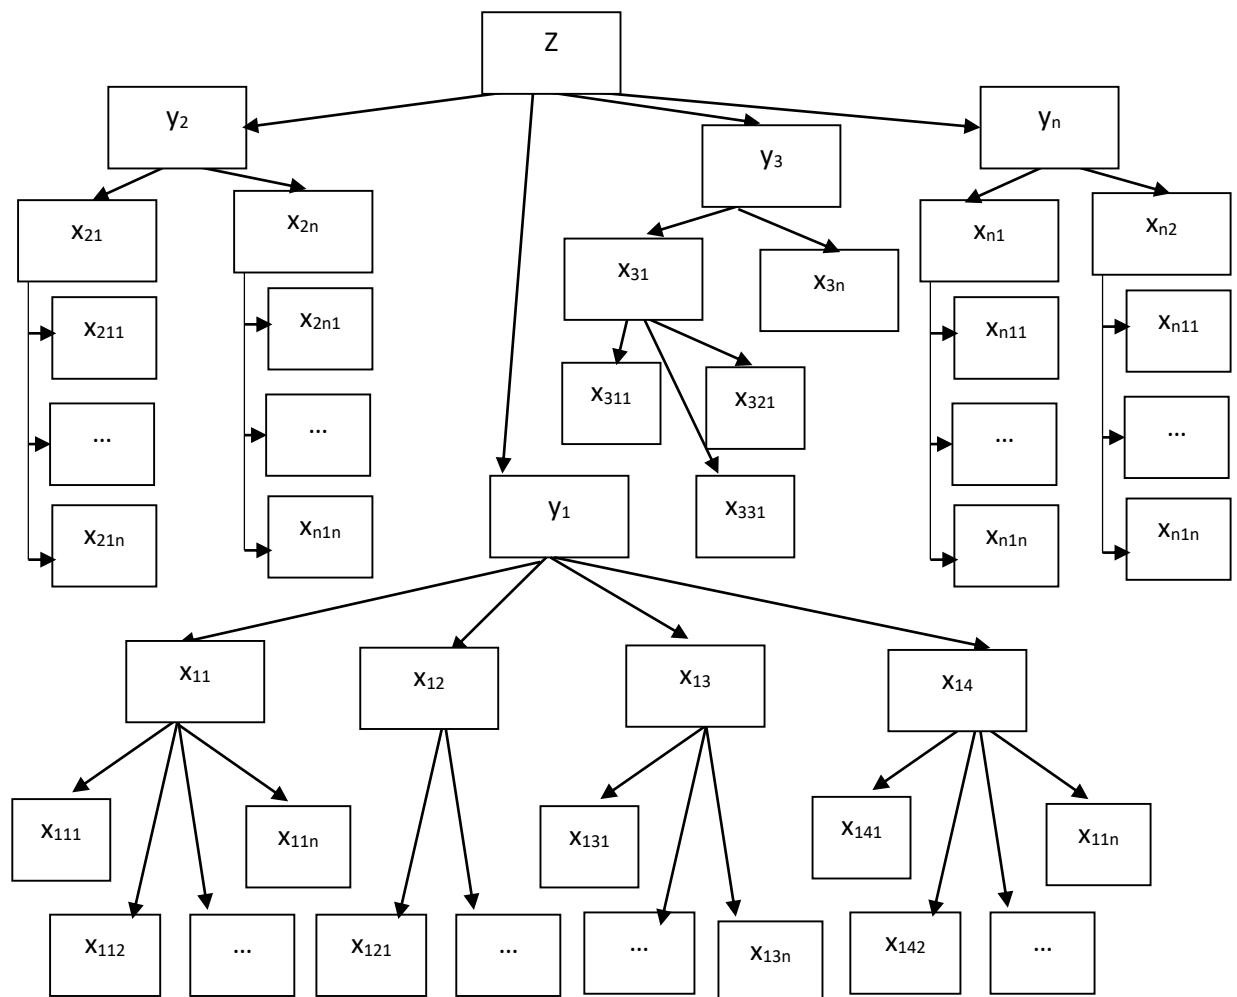 Z
y₂
yₙ
y₃
x₂₁
x₂ₙ
xₙ₁
xₙ₂
x₃₁
x₃ₙ
x₂₁₁
x₂ₙ₁
xₙ₁₁
xₙ₁₁
x₃₁₁
x₃₂₁
...
...
...
...
x₂₁ₙ
xₙ₁ₙ
y₁
x₃₃₁
xₙ₁ₙ
xₙ₁ₙ
x₁₁
x₁₂
x₁₃
x₁₄
x₁₁₁
x₁₁ₙ
x₁₃₁
x₁₄₁
x₁₁ₙ
x₁₁₂
...
x₁₂₁
...
...
x₁₃ₙ
x₁₄₂
...